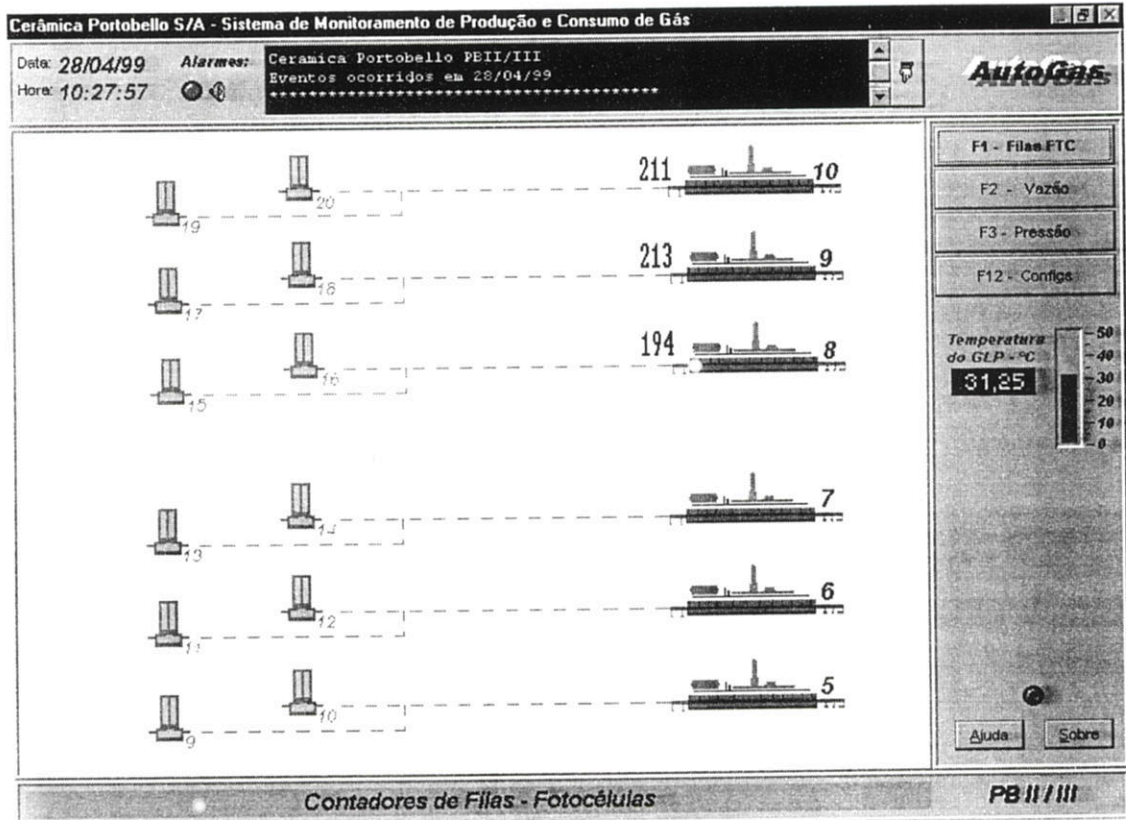 Cerâmica Portobello S/A - Sistema de Monitoramento de Produção e Consumo de Gás
Data: 28/04/99
Hora: 10:27:57
Alarmes:
Ceramica Portobello PBII/III
Eventos ocorridos em 28/04/99
*****************************************
AutoGas
F1 - Filas FTC
F2 - Vazão
F3 - Pressão
F12 - Configs
Temperatura
do GLP - ºC
31,25
50
40
30
20
10
0
211
10
20
19
213
9
18
17
194
8
16
15
7
14
13
6
12
11
5
10
9
Ajuda
Sobre
Contadores de Filas - Fotocélulas
PB II / III